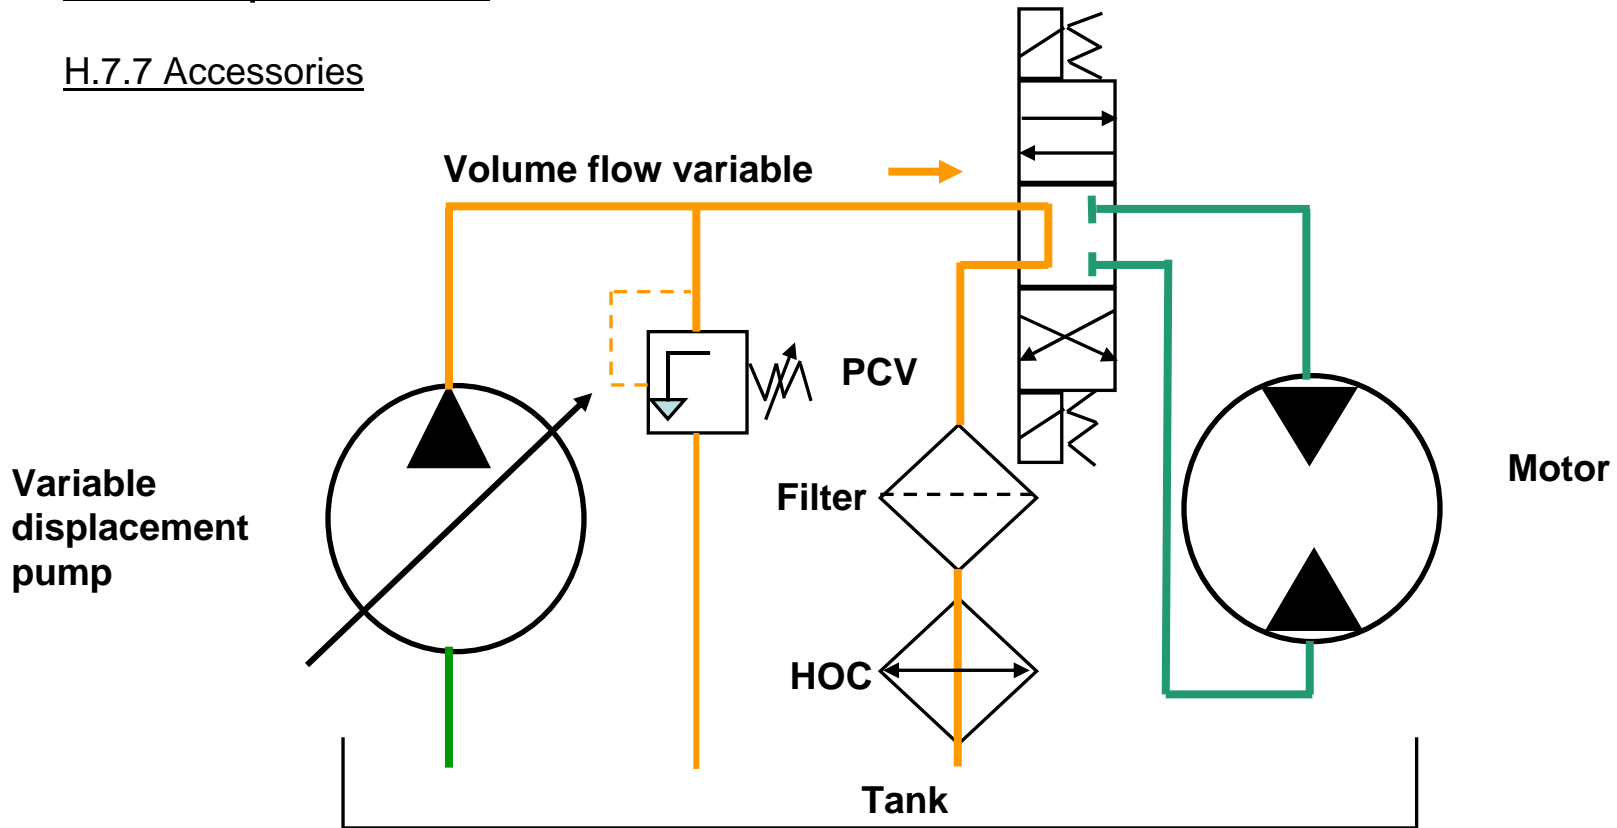 H.7.7 Accessories
Volume flow variable
PCV
Variable
displacement
pump
Filter
Motor
HOC
Tank